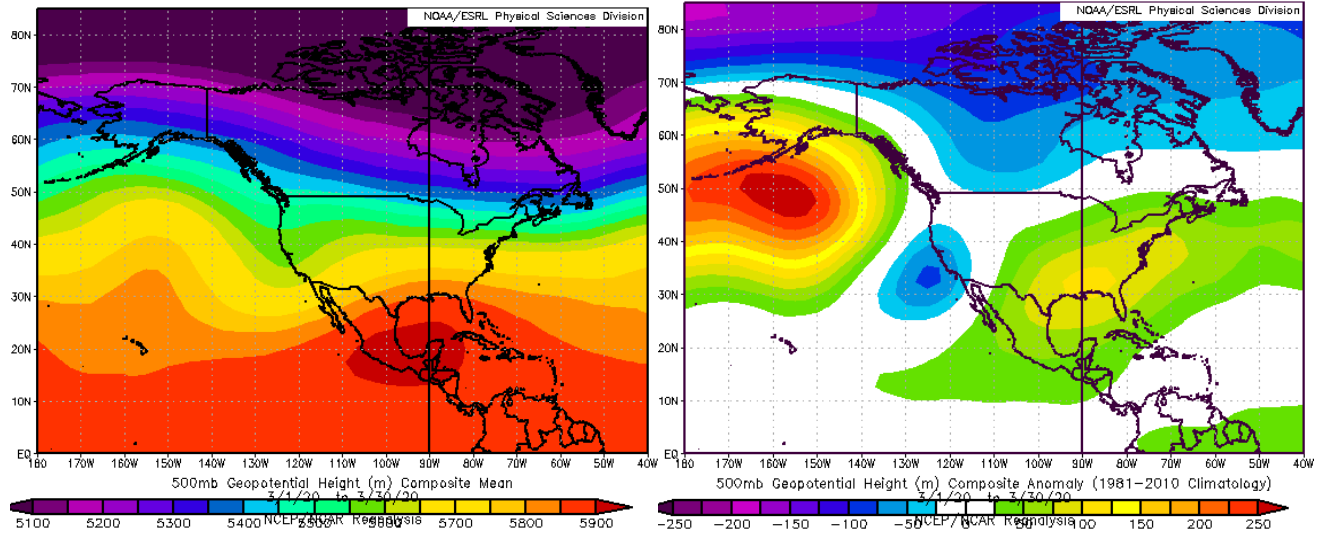 NOAA/ESRL Physical Sciences Division
80N
70N
60N
50N
40N
30N
20N
10N
EQ
180 170W 160W 150W 140W 130W 120W 110W 100W 90W 80W 70W 60W 50W 40W
500mb Geopotential Height (m) Composite Mean
3/1/20 to 3/30/20
NCEP/NCAR Reanalysis
5100 5200 5300 5400 5500 5600 5700 5800 5900
NOAA/ESRL Physical Sciences Division
80N
70N
60N
50N
40N
30N
20N
10N
EQ
180 170W 160W 150W 140W 130W 120W 110W 100W 90W 80W 70W 60W 50W 40W
500mb Geopotential Height (m) Composite Anomaly (1981-2010 Climatology)
3/1/20 to 3/30/20
NCEP/NCAR Reanalysis
-250 -200 -150 -100 -50 0 50 100 150 200 250